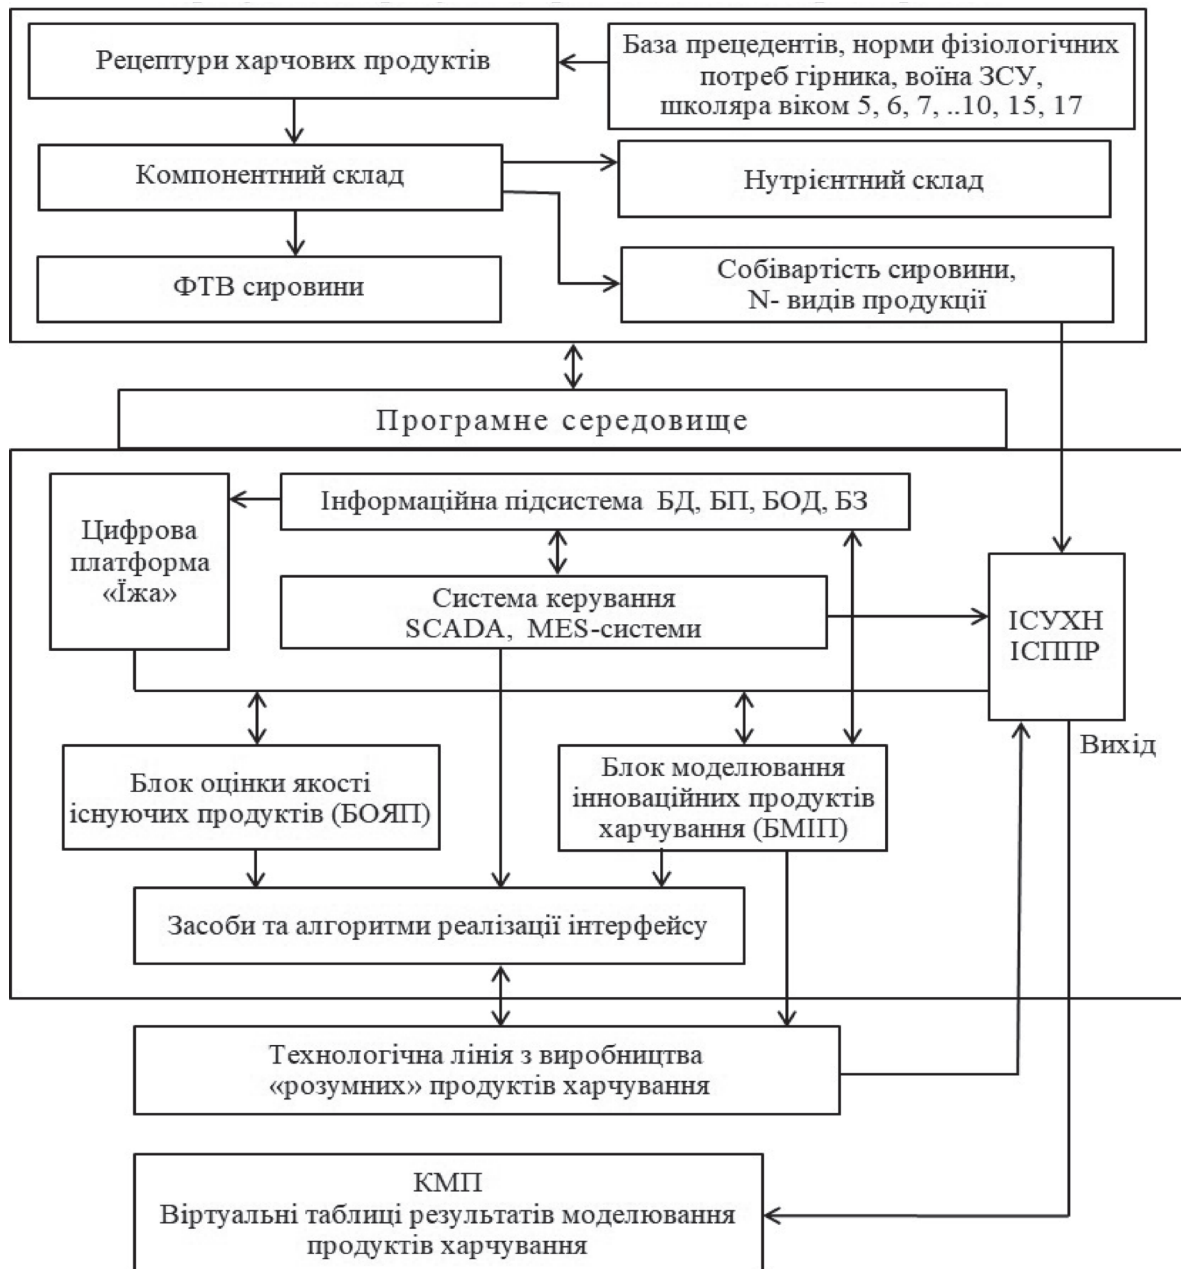 Рецептури харчових продуктів
База прецедентів, норми фізіологічних
потреб гірника, воїна ЗСУ,
школяра віком 5, 6, 7, ..10, 15, 17
Компонентний склад
Нутрієнтний склад
ФТВ сировини
Собівартість сировини,
N- видів продукції
Програмне середовище
Цифрова
платформа
«Їжа»
Інформаційна підсистема БД, БП, БОД, БЗ
Система керування
SCADA, MES-системи
ІСУХН
ІСППР
Вихід
Блок оцінки якості
існуючих продуктів (БОЯП)
Блок моделювання
інноваційних продуктів
харчування (БМІП)
Засоби та алгоритми реалізації інтерфейсу
Технологічна лінія з виробництва
«розумних» продуктів харчування
КМП
Віртуальні таблиці результатів моделювання
продуктів харчування